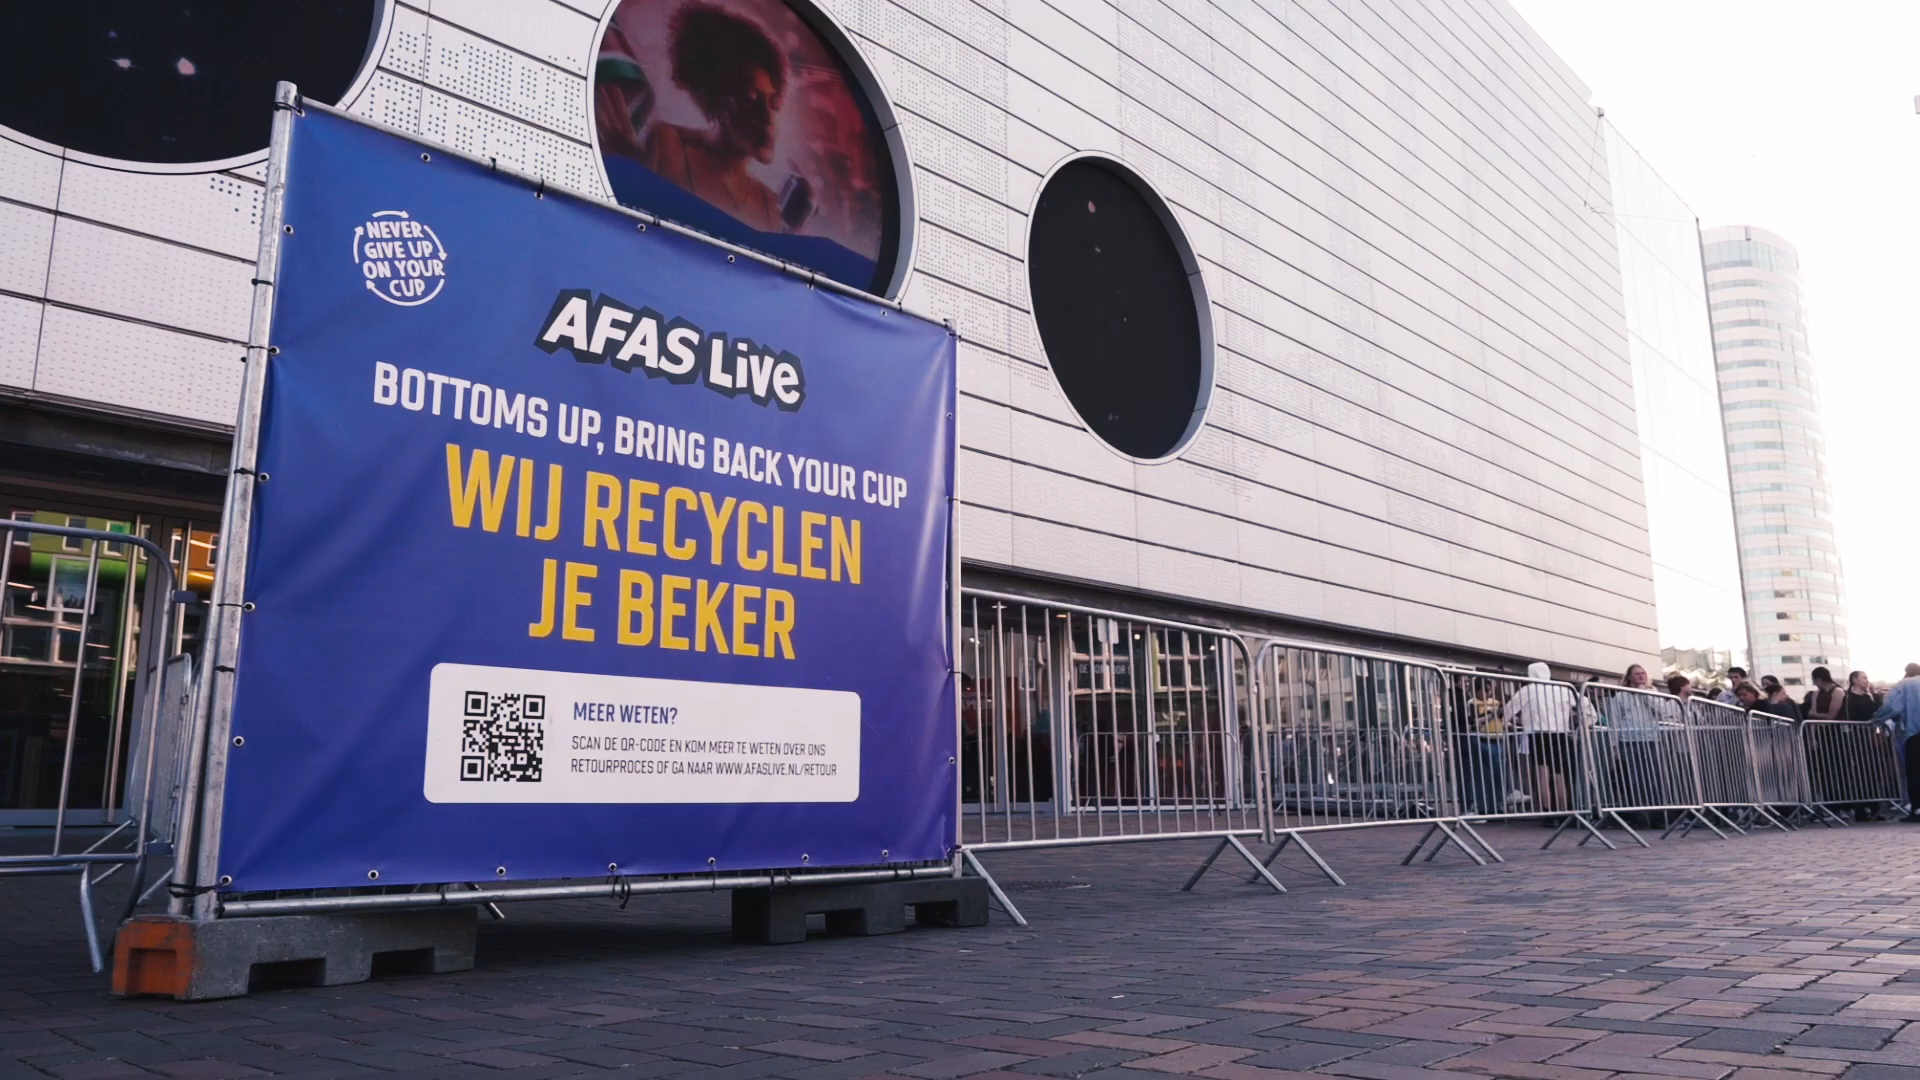 NEVER
GIVE UP
ON YOUR
CUP
AFAS Live
BOTTOMS UP, BRING BACK YOUR CUP
WIJ RECYCLEN
JE BEKER
MEER WETEN?
SCAN DE QR-CODE EN KOM MEER TE WETEN OVER ONS
RETOURPROCES OF GA NAAR WWW.AFASLIVE.NL/RETOUR